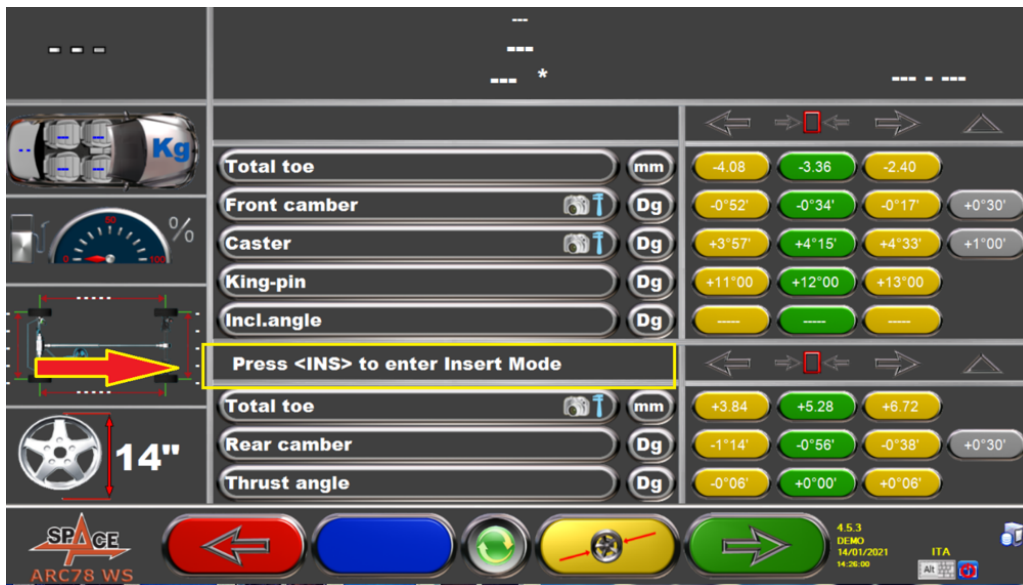 ---
---
--- *
--- - ---
- - -
Kg
%
0 50 100
14"
Total toe mm -4.08 -3.36 -2.40
Front camber Dg -0°52' -0°34' -0°17' +0°30'
Caster Dg +3°57' +4°15' +4°33' +1°00'
King-pin Dg +11°00 +12°00 +13°00
Incl.angle Dg ----- ----- -----
Press <INS> to enter Insert Mode
Total toe mm +3.84 +5.28 +6.72
Rear camber Dg -1°14' -0°56' -0°38' +0°30'
Thrust angle Dg -0°06' +0°00' +0°06'
SPACE
ARC78 WS
4.5.3
DEMO
14/01/2021
14:26:00
ITA
Alt